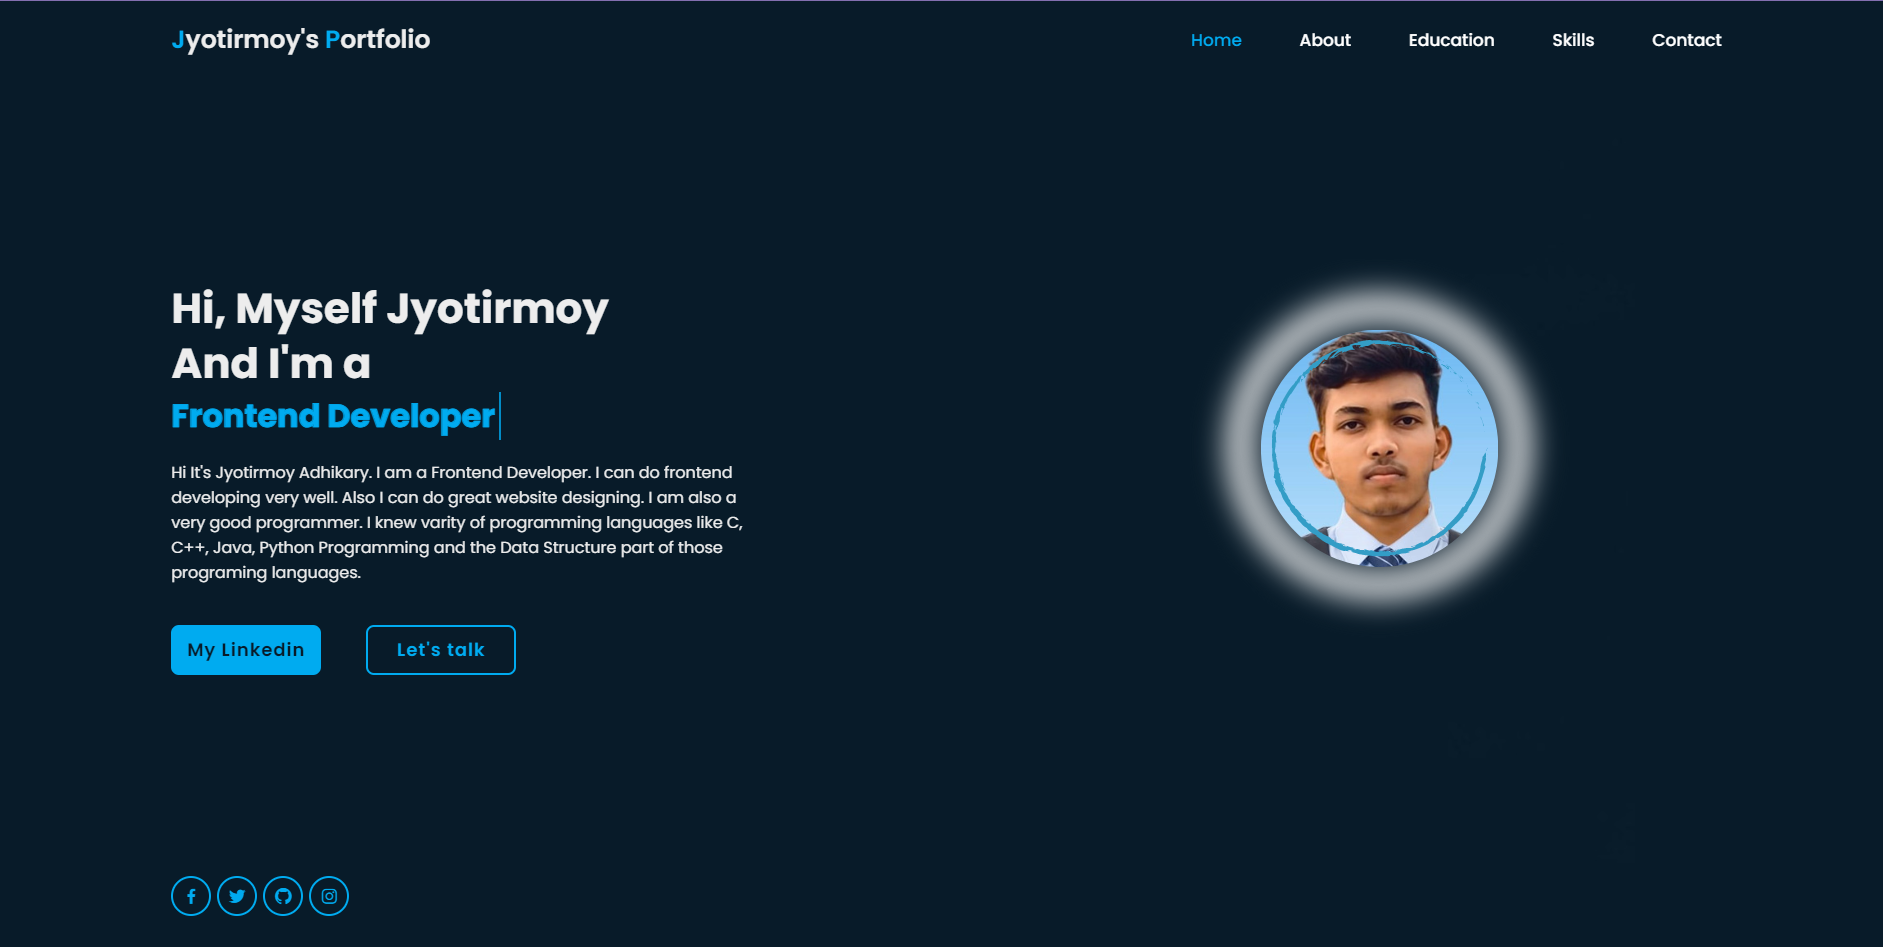 Jyotirmoy's Portfolio
Home About Education Skills Contact
Hi, Myself Jyotirmoy
And I'm a
Frontend Developer
Hi It's Jyotirmoy Adhikary. I am a Frontend Developer. I can do frontend
developing very well. Also I can do great website designing. I am also a
very good programmer. I knew varity of programming languages like C,
C++, Java, Python Programming and the Data Structure part of those
programing languages.
My Linkedin
Let's talk